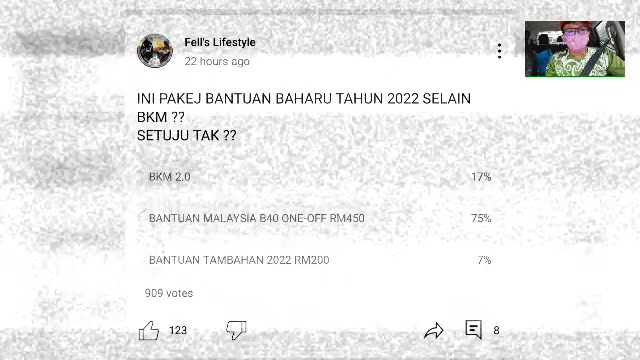 Fell's Lifestyle
22 hours ago
INI PAKEJ BANTUAN BAHARU TAHUN 2022 SELAIN
BKM ??
SETUJU TAK ??
BKM 2.0 17%
BANTUAN MALAYSIA B40 ONE-OFF RM450 75%
BANTUAN TAMBAHAN 2022 RM200 7%
909 votes
123 8